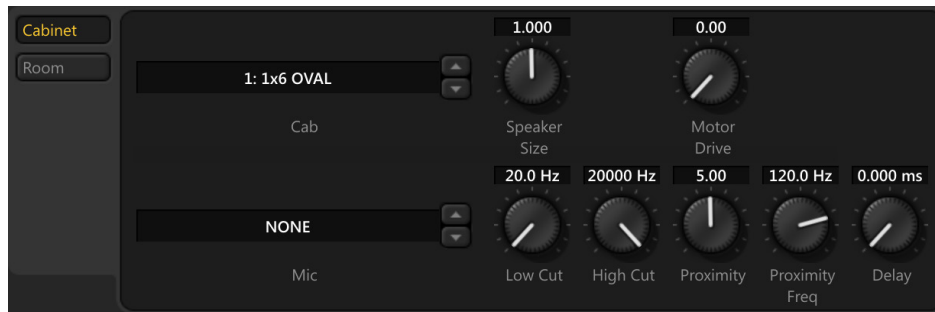 Cabinet
Room
1.000
0.00
1: 1x6 OVAL
Cab
Speaker
Size
Motor
Drive
20.0 Hz
20000 Hz
5.00
120.0 Hz
0.000 ms
NONE
Mic
Low Cut
High Cut
Proximity
Proximity
Freq
Delay